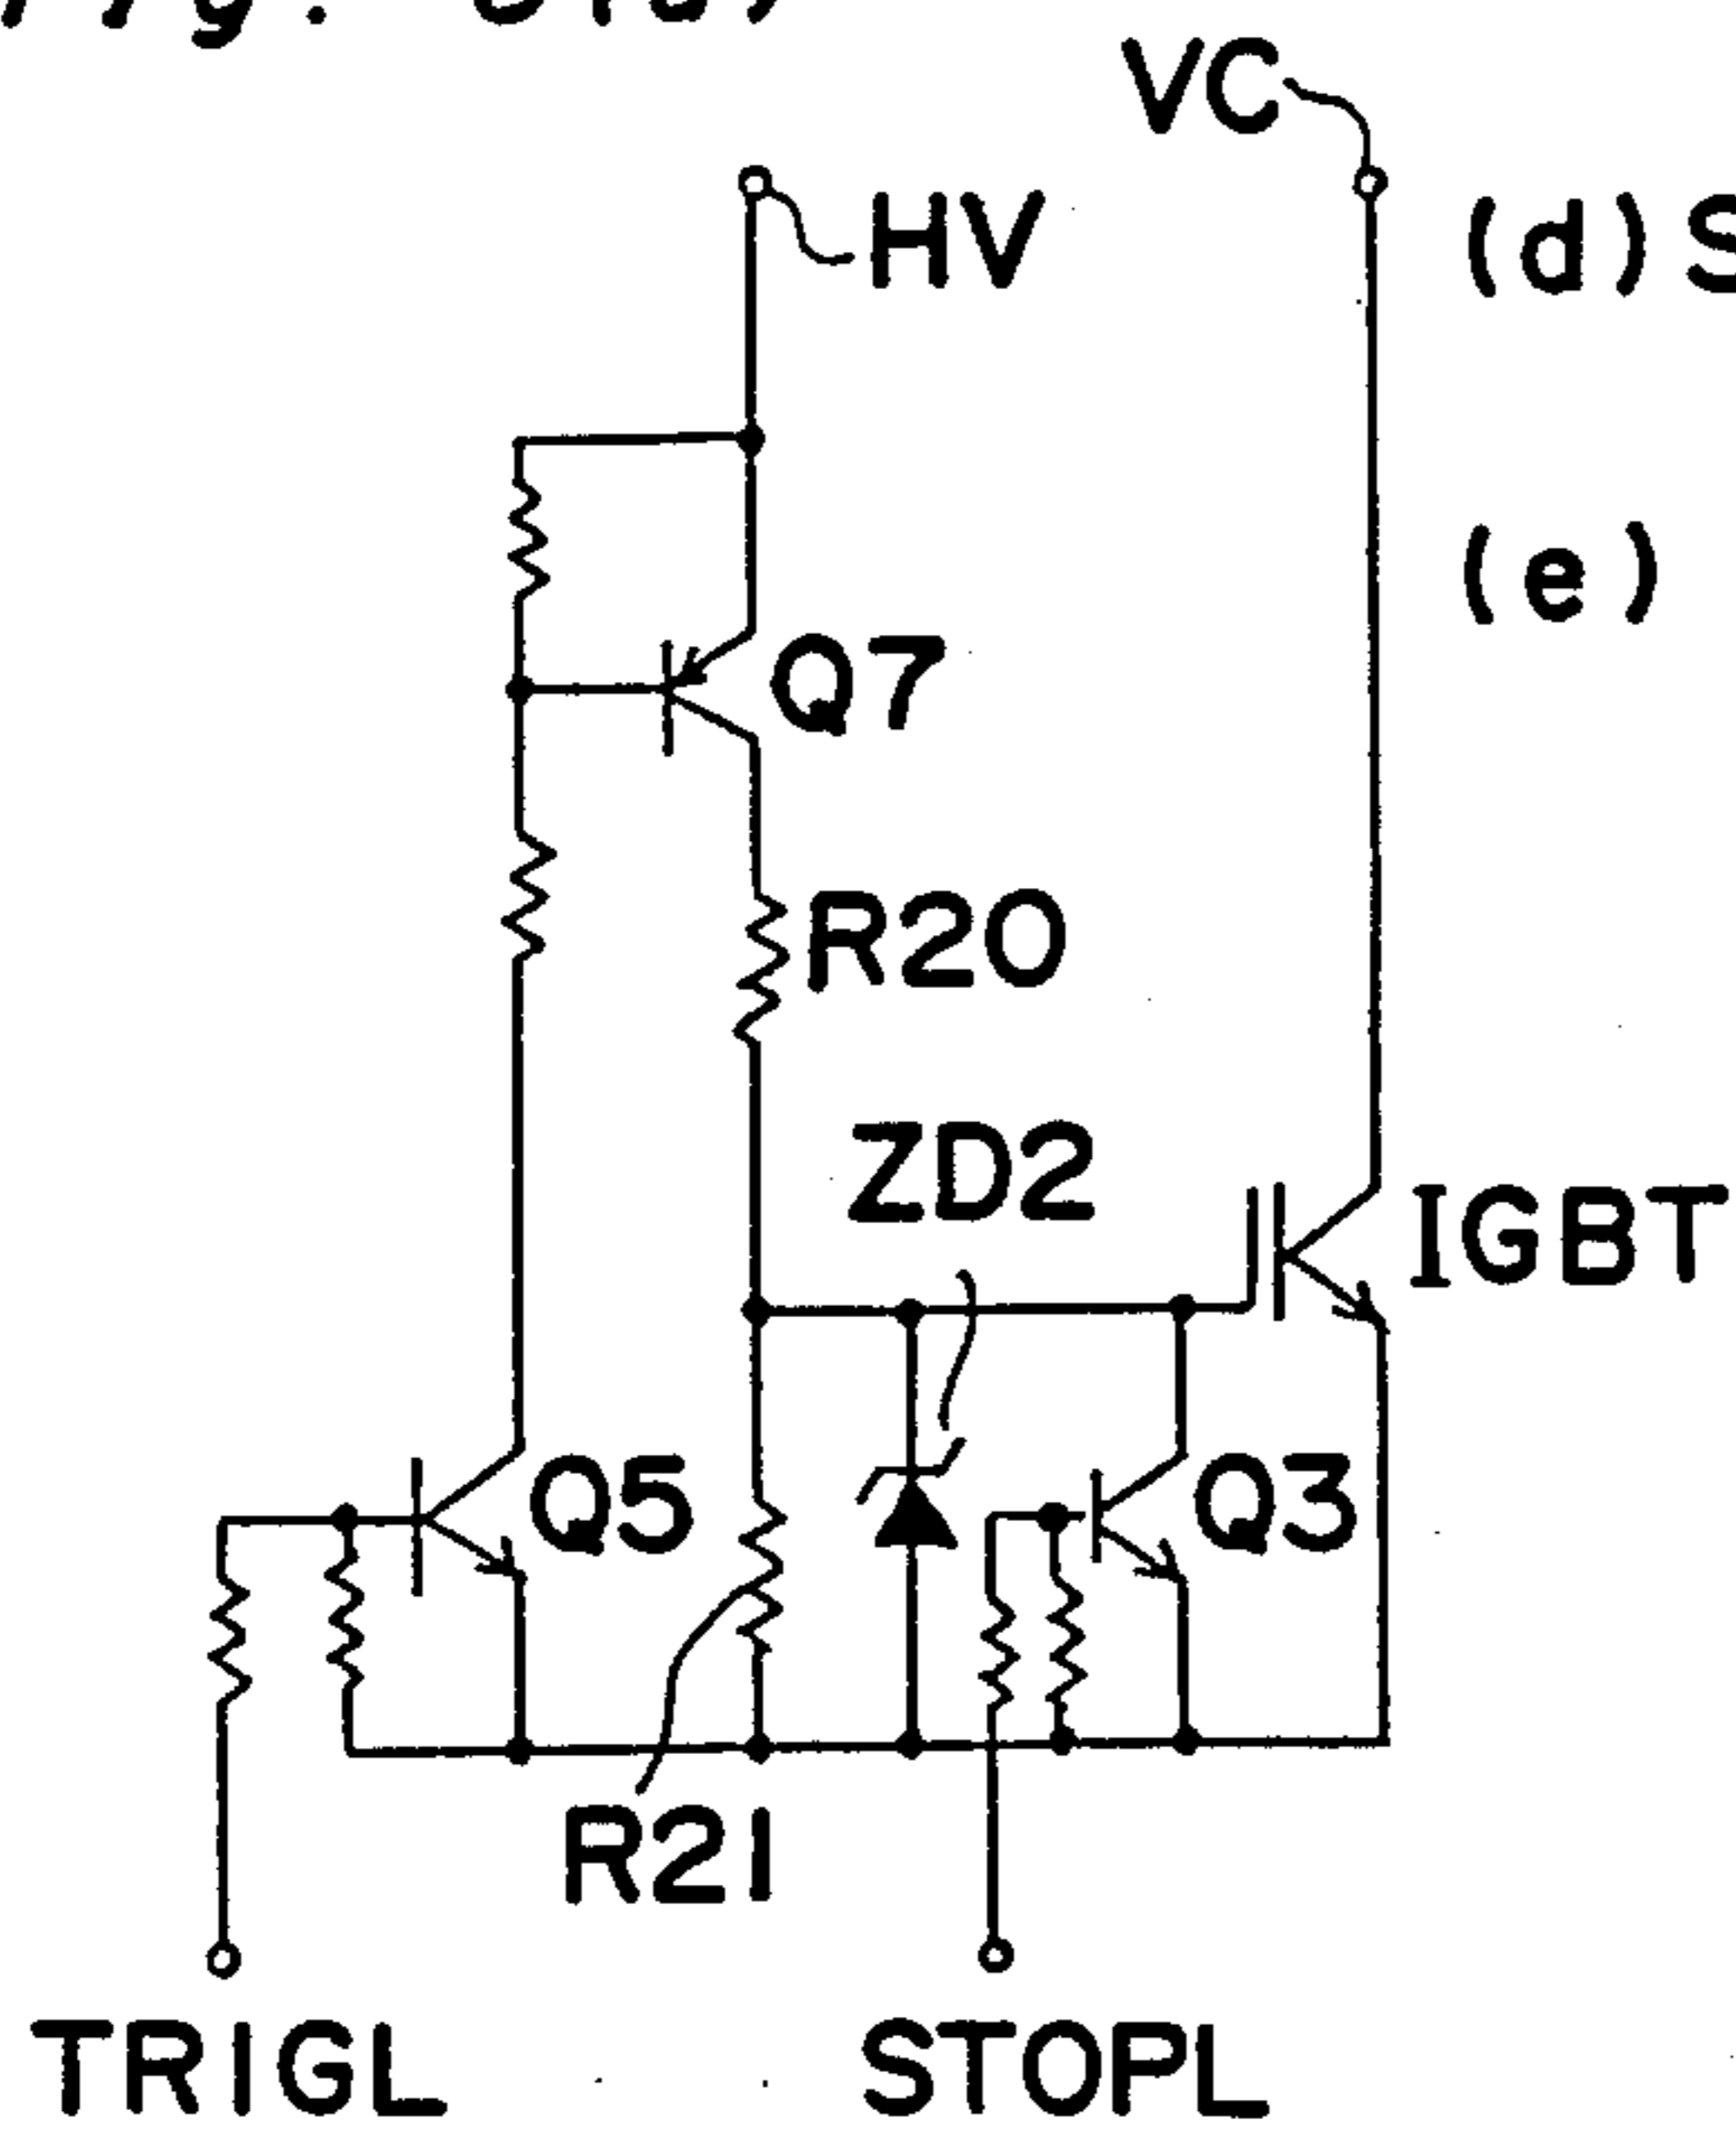 VC
HV
(d)
(e)
Q7
R20
ZD2
IGBT
Q5
Q3
R21
TRIGL
STOPL